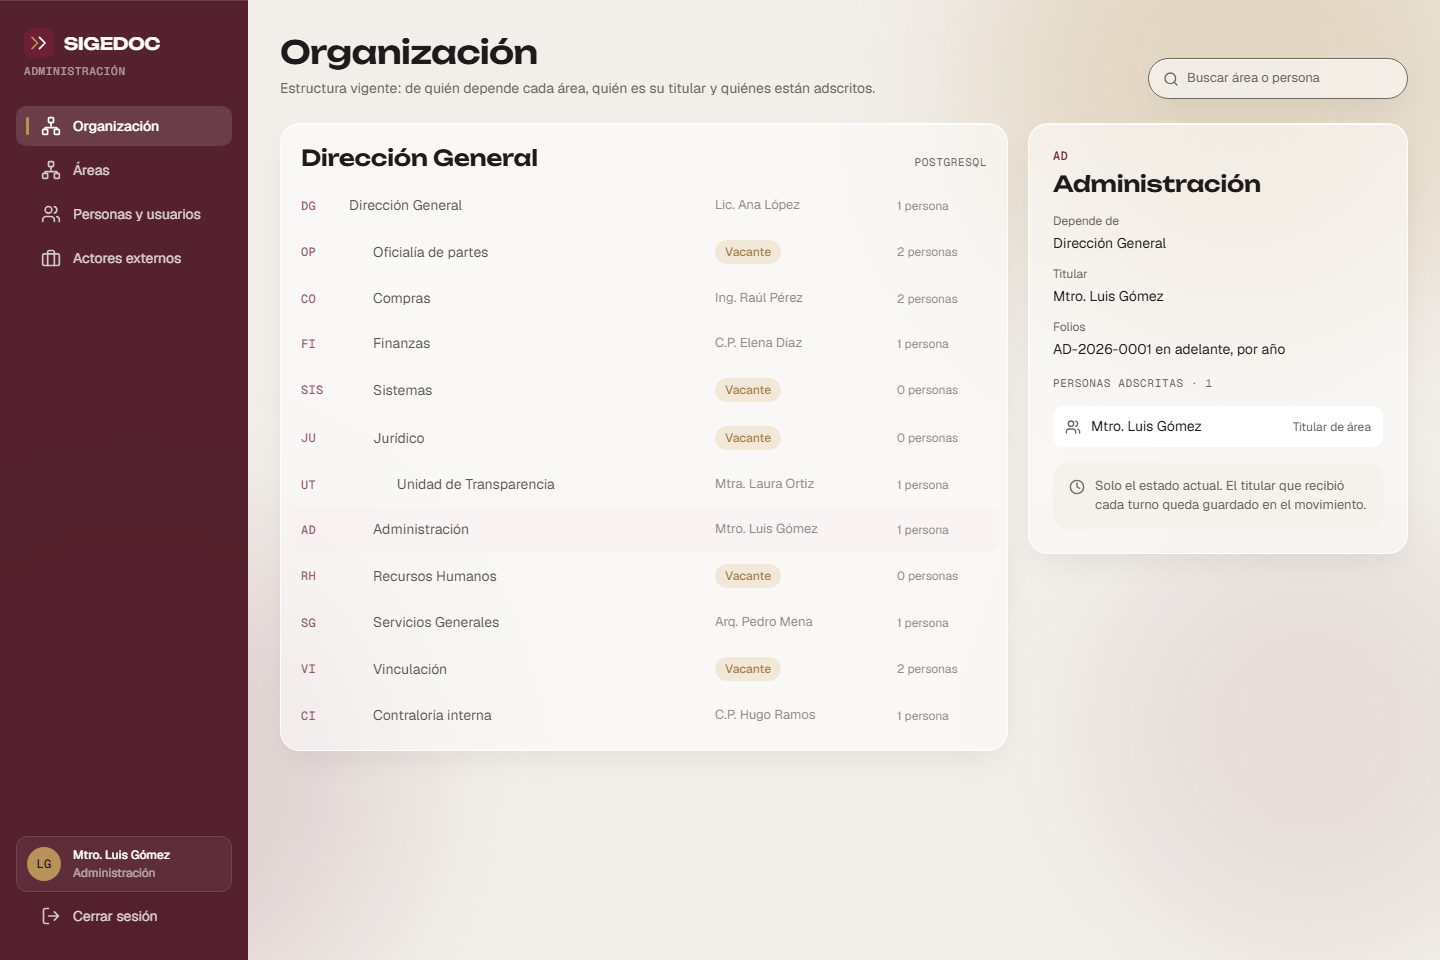 SIGEDOC
ADMINISTRACIÓN
Organización
Áreas
Personas y usuarios
Actores externos
LG
Mtro. Luis Gómez
Administración
Cerrar sesión
Organización
Estructura vigente: de quién depende cada área, quién es su titular y quiénes están adscritos.
Buscar área o persona
Dirección General POSTGRESQL
DG Dirección General Lic. Ana López 1 persona
OP Oficialía de partes Vacante 2 personas
CO Compras Ing. Raúl Pérez 2 personas
FI Finanzas C.P. Elena Díaz 1 persona
SIS Sistemas Vacante 0 personas
JU Jurídico Vacante 0 personas
UT Unidad de Transparencia Mtra. Laura Ortiz 1 persona
AD Administración Mtro. Luis Gómez 1 persona
RH Recursos Humanos Vacante 0 personas
SG Servicios Generales Arq. Pedro Mena 1 persona
VI Vinculación Vacante 2 personas
CI Contraloría interna C.P. Hugo Ramos 1 persona
AD
Administración
Depende de
Dirección General
Titular
Mtro. Luis Gómez
Folios
AD-2026-0001 en adelante, por año
PERSONAS ADSCRITAS · 1
Mtro. Luis Gómez Titular de área
Solo el estado actual. El titular que recibió
cada turno queda guardado en el movimiento.